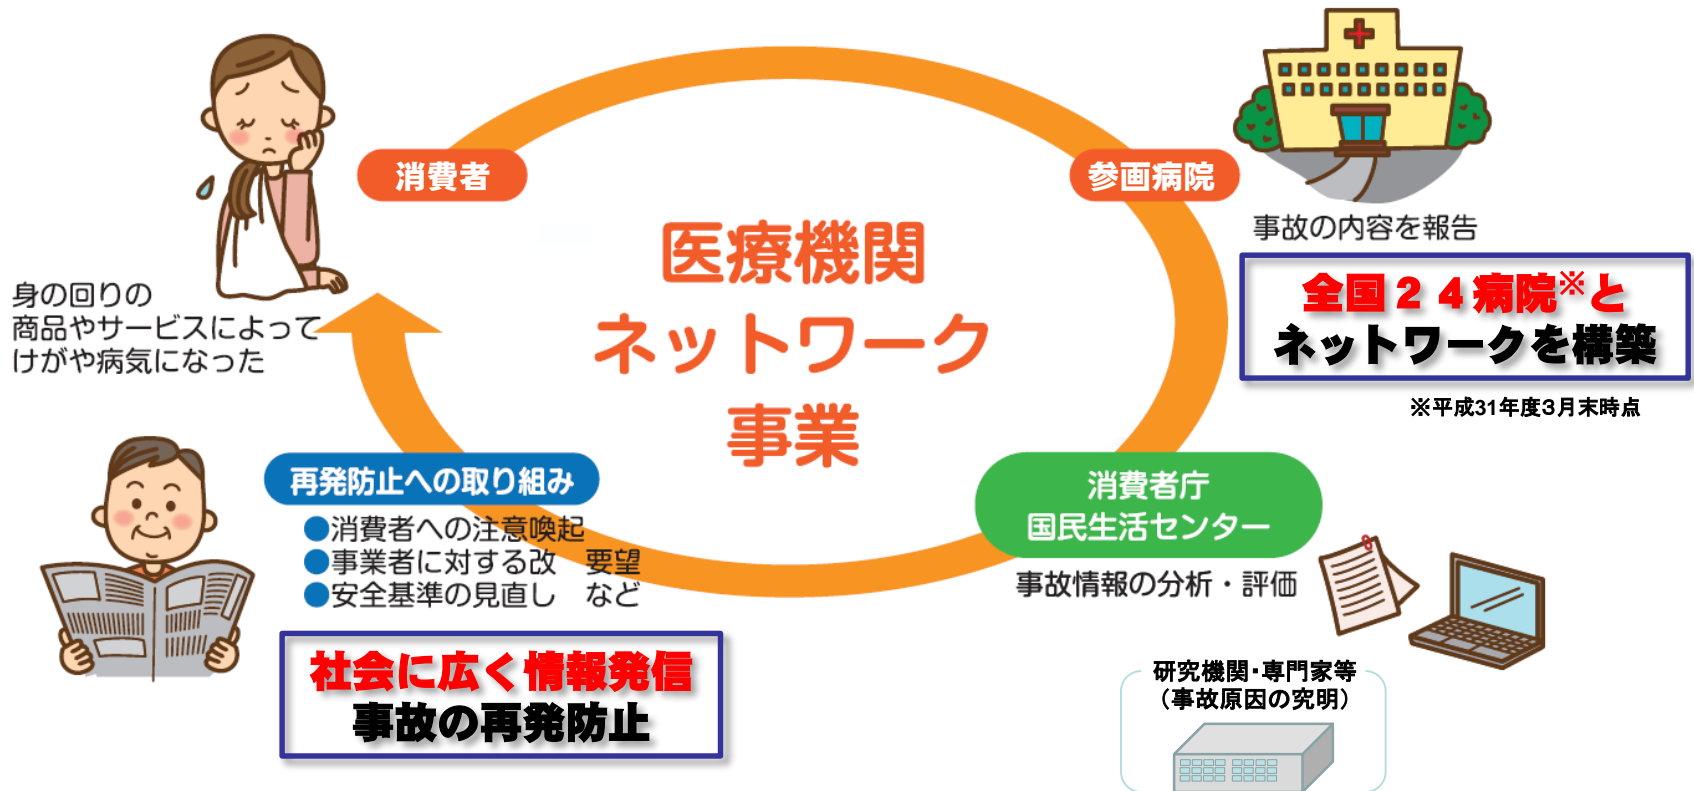 消費者
参画病院
医療機関
ネットワーク
事業
事故の内容を報告
全国２４病院※と
ネットワークを構築
※平成31年度3月末時点
身の回りの
商品やサービスによって
けがや病気になった
再発防止への取り組み
●消費者への注意喚起
●事業者に対する改　要望
●安全基準の見直し　など
社会に広く情報発信
事故の再発防止
消費者庁
国民生活センター
事故情報の分析・評価
研究機関・専門家等
（事故原因の究明）